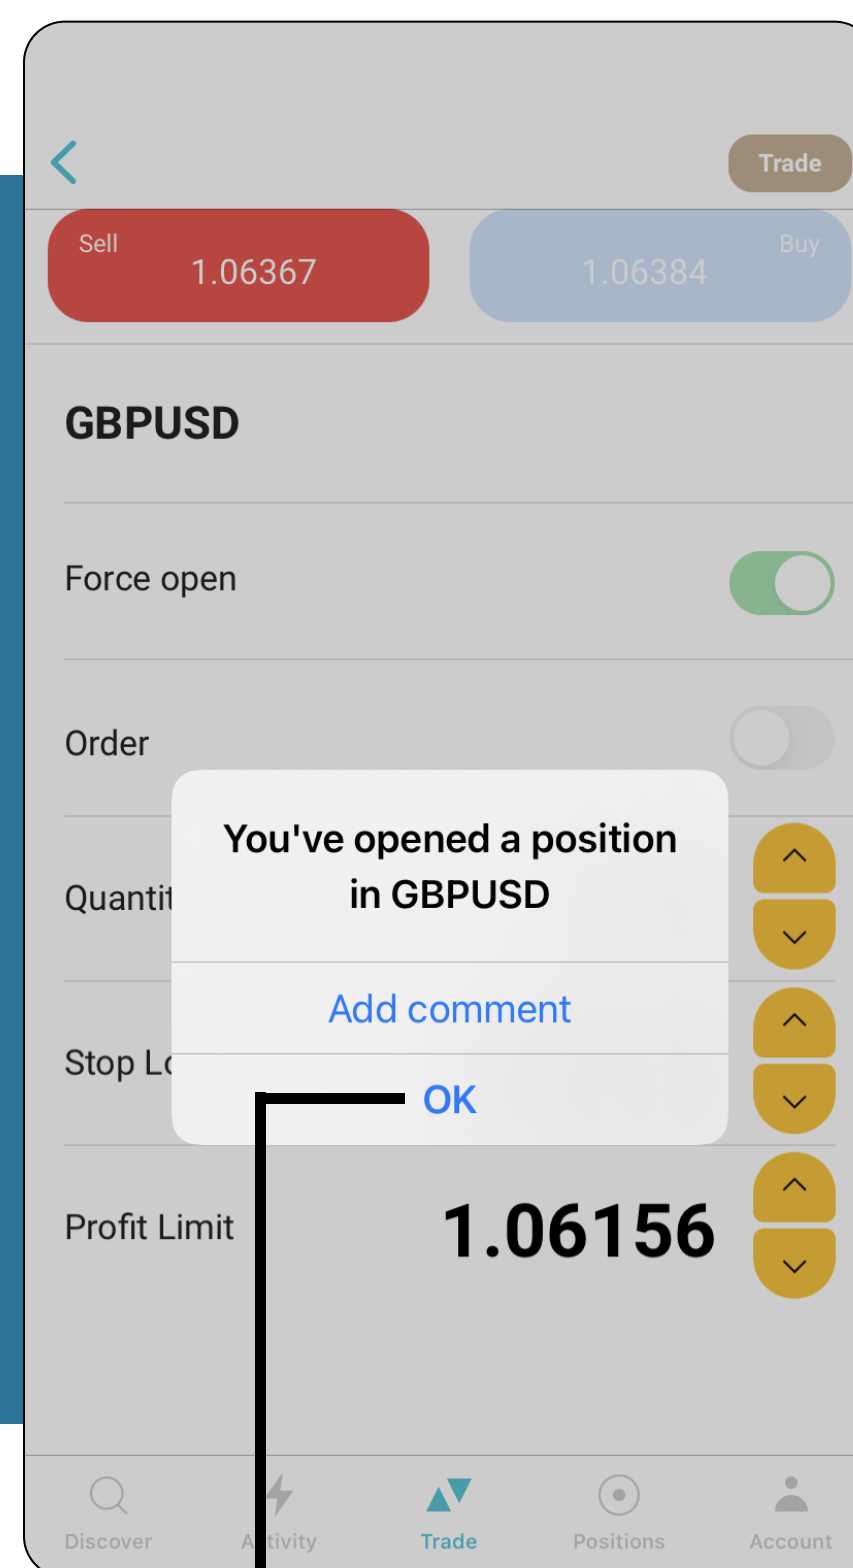 Trade
Sell
Buy
1.06367
1.06384
GBPUSD
Force open
Order
You've opened a position
in GBPUSD
Quantit
Add comment
Stop Lo
OK
Profit Limit
1.06156
Discover
Activity
Trade
Positions
Account